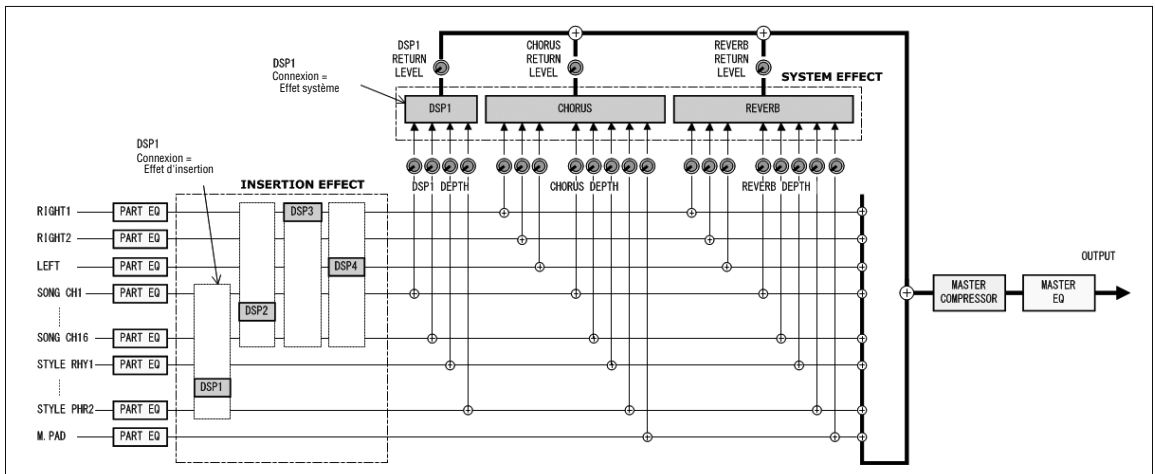 DSP1
RETURN
LEVEL
CHORUS
RETURN
LEVEL
REVERB
RETURN
LEVEL
SYSTEM EFFECT
DSP1
Connexion =
Effet système
DSP1
CHORUS
REVERB
DSP1
Connexion =
Effet d'insertion
DSP1 DEPTH
CHORUS DEPTH
REVERB DEPTH
INSERTION EFFECT
RIGHT1
PART EQ
DSP3
RIGHT2
PART EQ
LEFT
PART EQ
DSP4
OUTPUT
SONG CH1
PART EQ
DSP2
MASTER
COMPRESSOR
MASTER
EQ
SONG CH16
PART EQ
STYLE RHY1
PART EQ
DSP1
STYLE PHR2
PART EQ
M.PAD
PART EQ